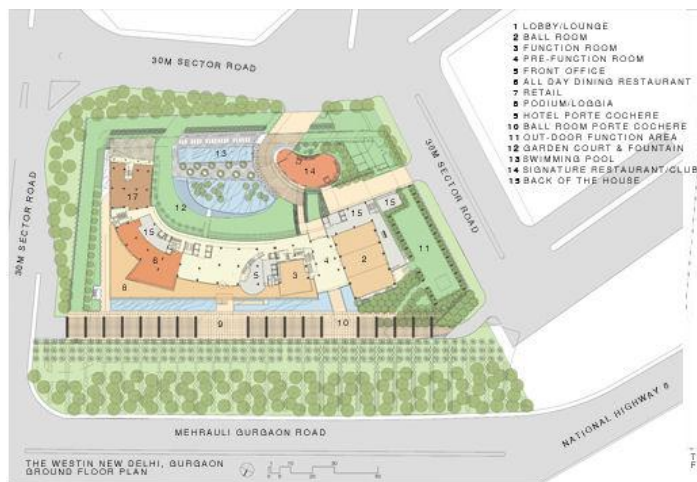 30M SECTOR ROAD
1 LOBBY/LOUNGE
2 BALL ROOM
3 FUNCTION ROOM
4 PRE-FUNCTION ROOM
5 FRONT OFFICE
6 ALL DAY DINING RESTAURANT
7 RETAIL
8 PODIUM/LOGGIA
9 HOTEL PORTE COCHERE
10 BALL ROOM PORTE COCHERE
11 OUT-DOOR FUNCTION AREA
12 GARDEN COURT & FOUNTAIN
13 SWIMMING POOL
14 SIGNATURE RESTAURANT/CLUB
15 BACK OF THE HOUSE
30M SECTOR ROAD
30M SECTOR ROAD
13
14
17
12
15
15
15
11
6
5
3
4
2
8
9
10
MEHRAULI GURGAON ROAD
NATIONAL HIGHWAY 8
THE WESTIN NEW DELHI, GURGAON
GROUND FLOOR PLAN
T
F